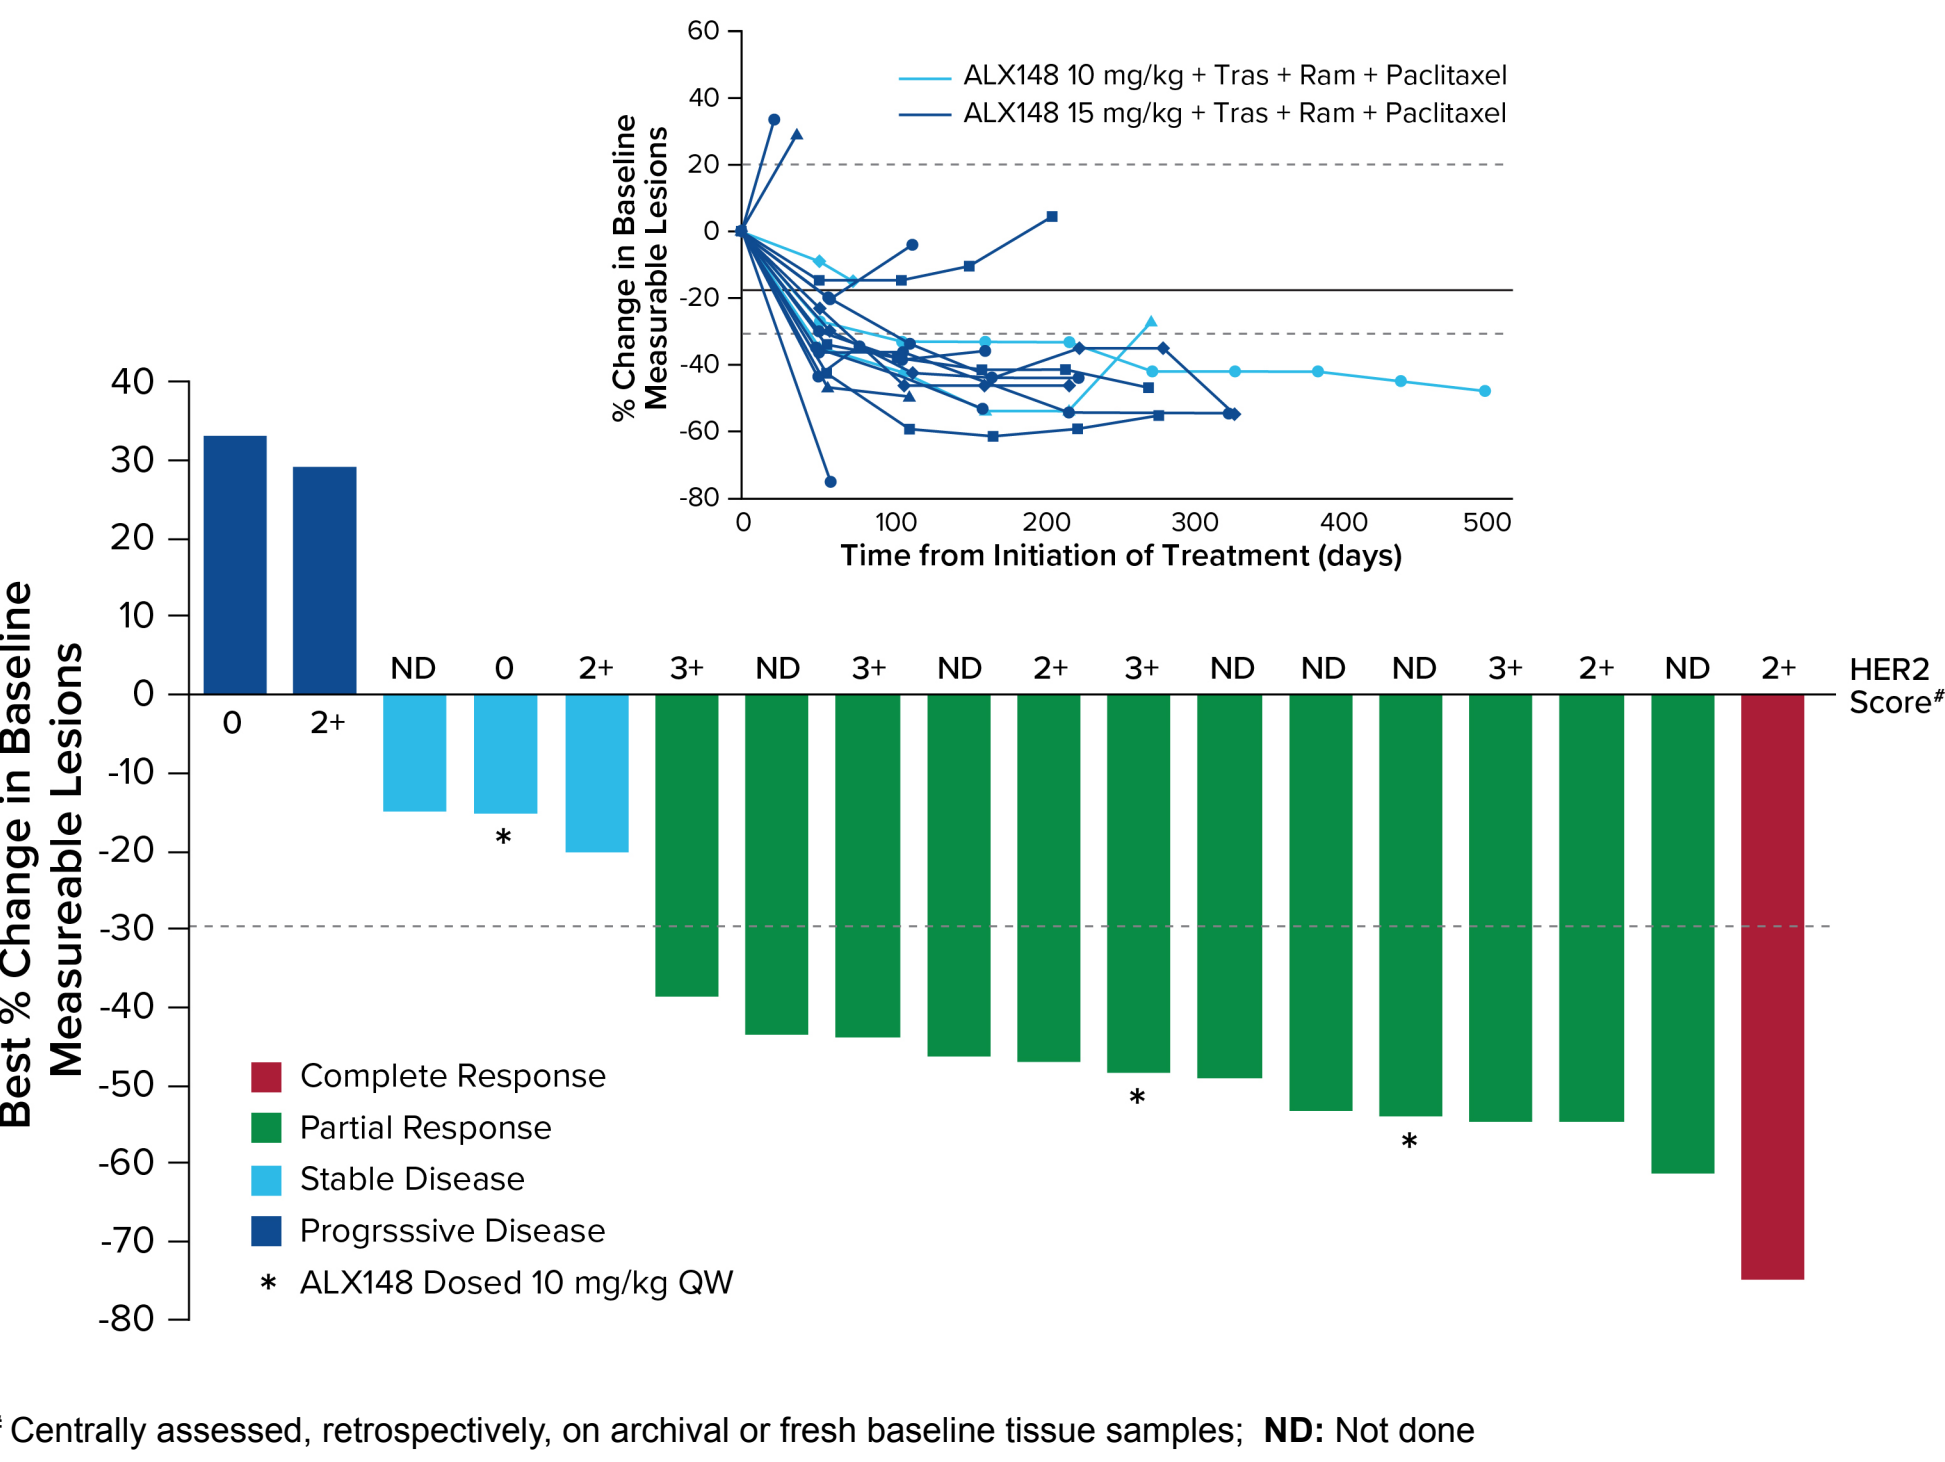 60
40
20
0
-20
-40
-60
-80
% Change in Baseline
Measurable Lesions
ALX148 10 mg/kg + Tras + Ram + Paclitaxel
ALX148 15 mg/kg + Tras + Ram + Paclitaxel
0 100 200 300 400 500
Time from Initiation of Treatment (days)
40
30
20
10
0
-10
-20
-30
-40
-50
-60
-70
-80
Best % Change in Baseline
Measureable Lesions
ND 0 2+ 3+ ND 3+ ND 2+ 3+ ND ND ND 3+ 2+ ND 2+
HER2
Score#
0 2+
*
*
*
Complete Response
Partial Response
Stable Disease
Progrsssive Disease
* ALX148 Dosed 10 mg/kg QW
# Centrally assessed, retrospectively, on archival or fresh baseline tissue samples; ND: Not done